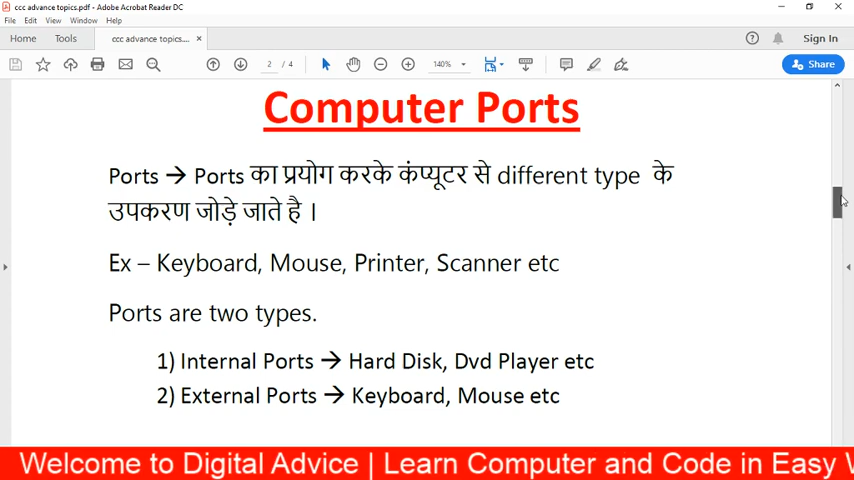 ccc advance topics.pdf - Adobe Acrobat Reader DC
File Edit View Window Help
Home Tools ccc advance topics.... × Sign In
2 / 4 140% Share
Computer Ports
Ports → Ports का प्रयोग करके कंप्यूटर से different type के
उपकरण जोड़े जाते है ।
Ex – Keyboard, Mouse, Printer, Scanner etc
Ports are two types.
1) Internal Ports → Hard Disk, Dvd Player etc
2) External Ports → Keyboard, Mouse etc
Welcome to Digital Advice | Learn Computer and Code in Easy W